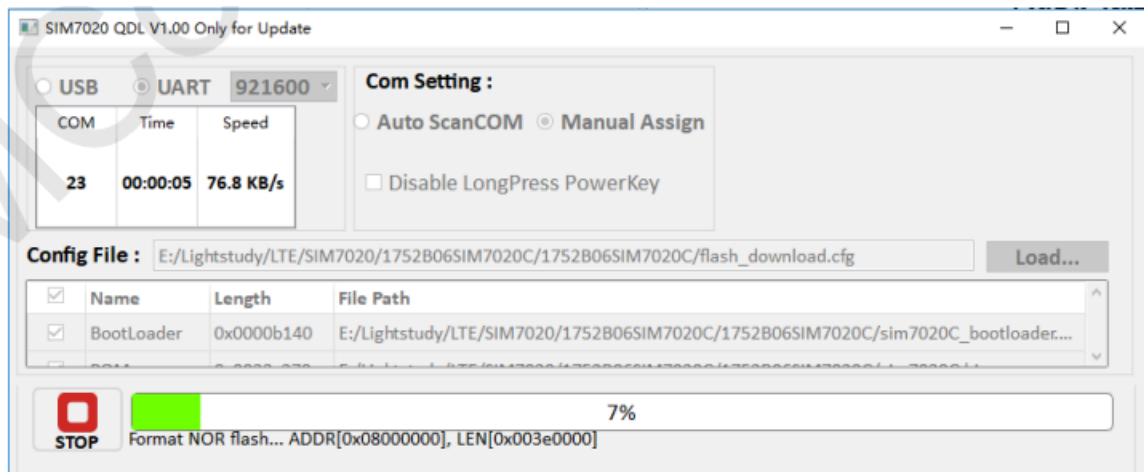 SIM7020 QDL V1.00 Only for Update
USB UART 921600 Com Setting :
COM Time Speed Auto ScanCOM Manual Assign
23 00:00:05 76.8 KB/s Disable LongPress PowerKey
Config File : E:/Lightstudy/LTE/SIM7020/1752B06SIM7020C/1752B06SIM7020C/flash_download.cfg Load...
Name Length File Path
BootLoader 0x0000b140 E:/Lightstudy/LTE/SIM7020/1752B06SIM7020C/1752B06SIM7020C/sim7020C_bootloader....
7%
STOP Format NOR flash... ADDR[0x08000000], LEN[0x003e0000]